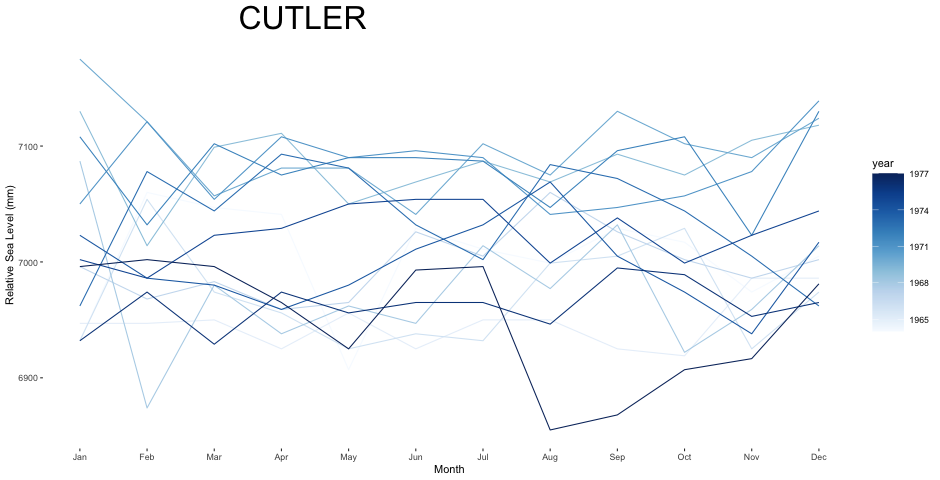 CUTLER
Relative Sea Level (mm)
7100
7000
6900
Jan Feb Mar Apr May Jun Jul Aug Sep Oct Nov Dec
Month
year
1977
1974
1971
1968
1965